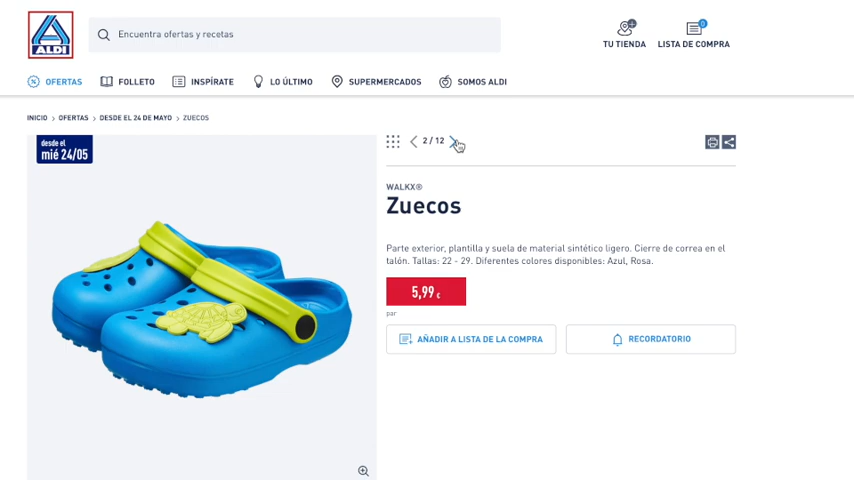 ALDI
Encuentra ofertas y recetas
TU TIENDA
0
LISTA DE COMPRA
OFERTAS
FOLLETO
INSPÍRATE
LO ÚLTIMO
SUPERMERCADOS
SOMOS ALDI
INICIO > OFERTAS > DESDE EL 24 DE MAYO > ZUECOS
desde el
mié 24/05
2 / 12
WALKX®
Zuecos
Parte exterior, plantilla y suela de material sintético ligero. Cierre de correa en el
talón. Tallas: 22 - 29. Diferentes colores disponibles: Azul, Rosa.
5,99 €
par
AÑADIR A LISTA DE LA COMPRA
RECORDATORIO